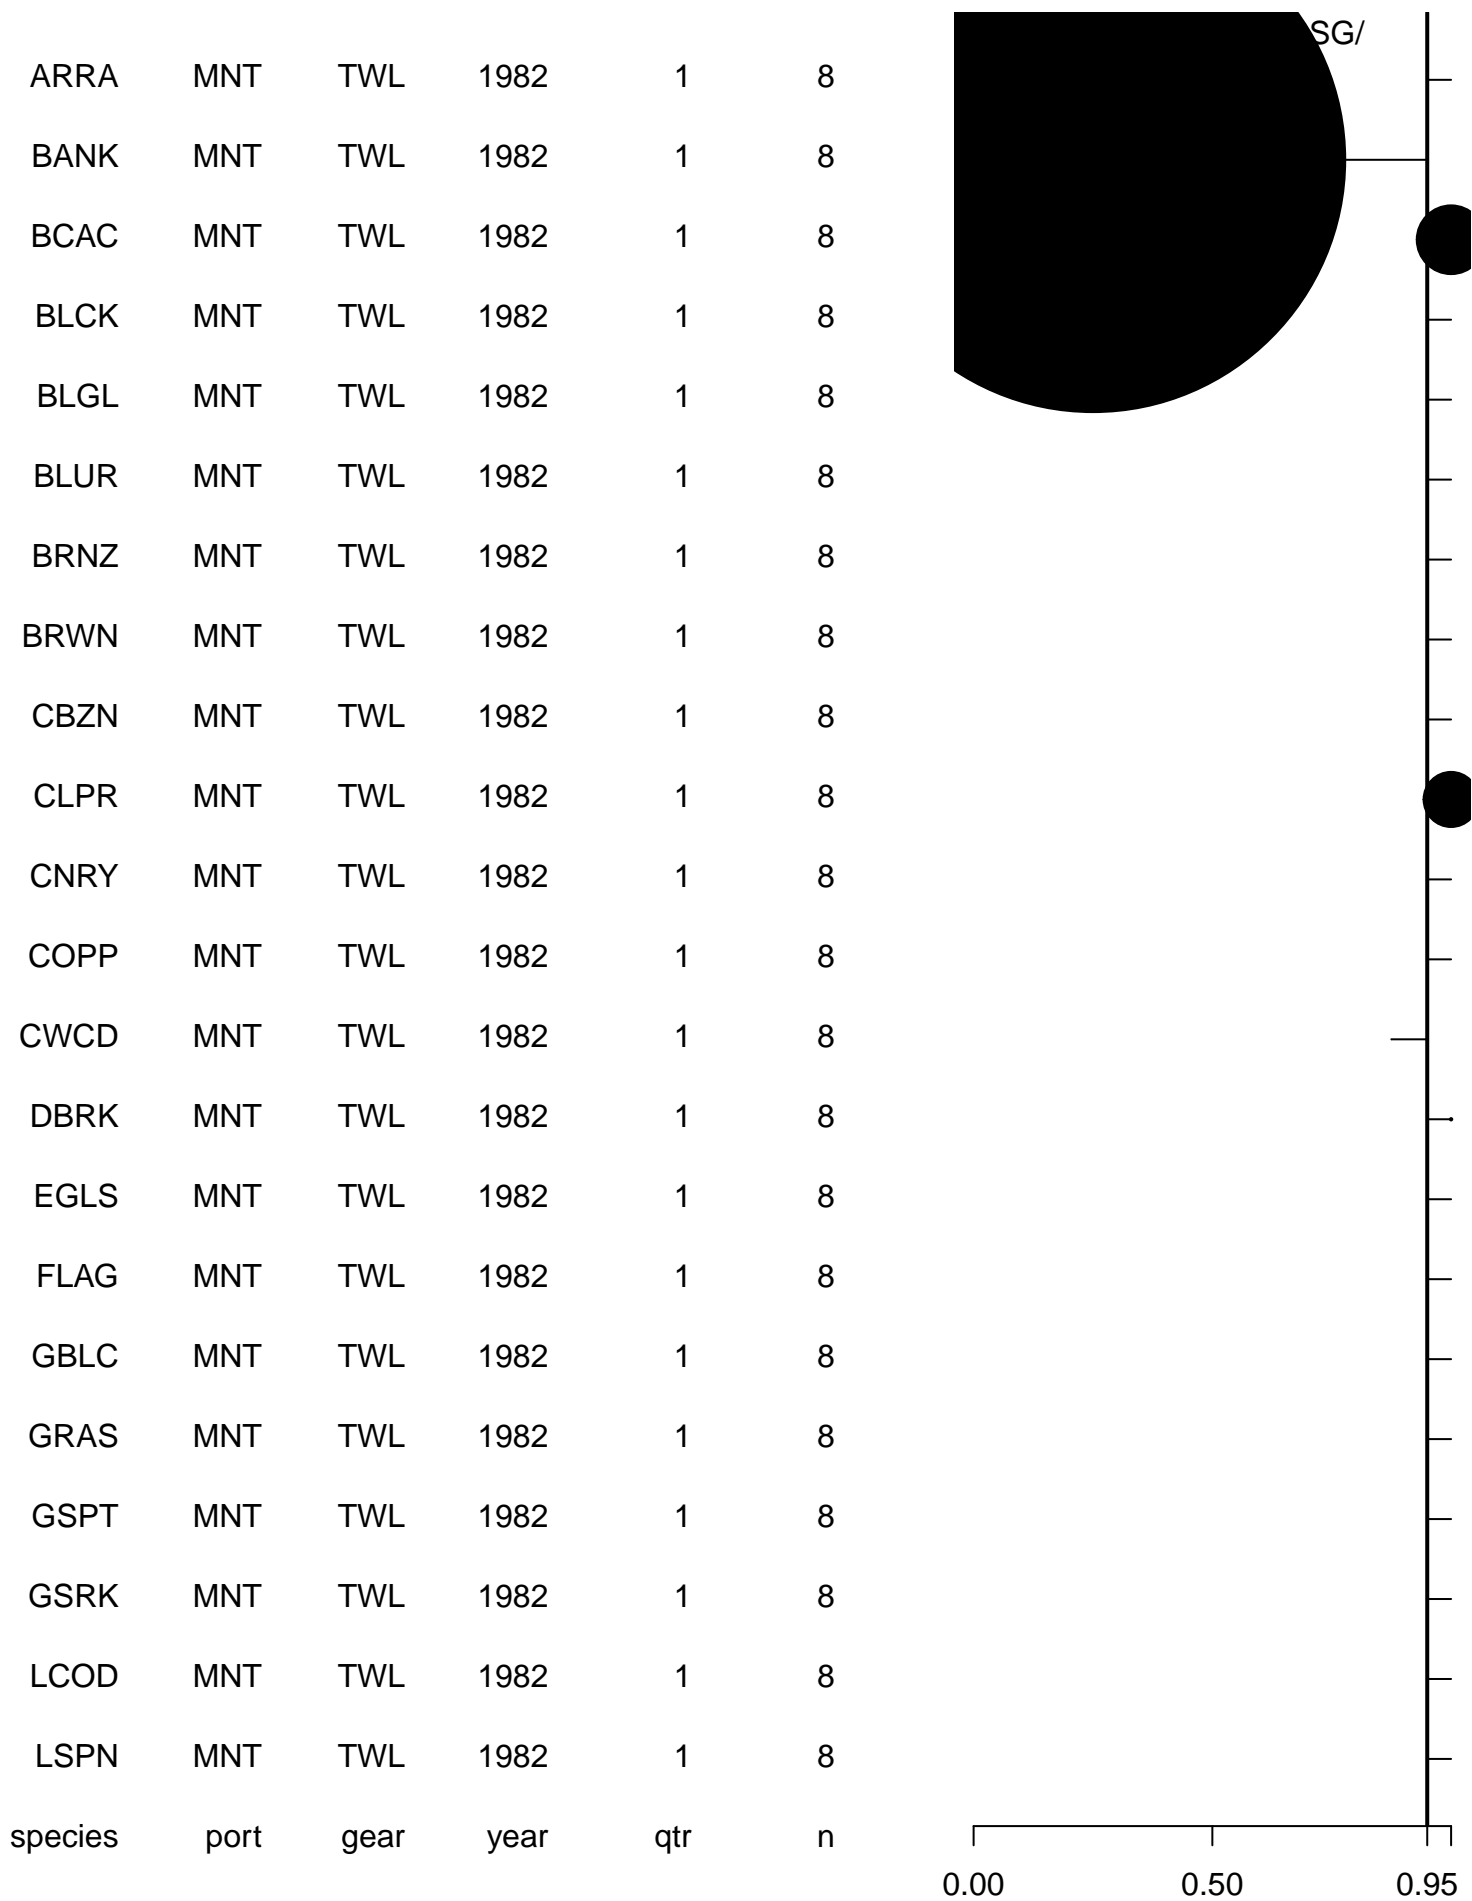 SG/
ARRA MNT TWL 1982 1 8
BANK MNT TWL 1982 1 8
BCAC MNT TWL 1982 1 8
BLCK MNT TWL 1982 1 8
BLGL MNT TWL 1982 1 8
BLUR MNT TWL 1982 1 8
BRNZ MNT TWL 1982 1 8
BRWN MNT TWL 1982 1 8
CBZN MNT TWL 1982 1 8
CLPR MNT TWL 1982 1 8
CNRY MNT TWL 1982 1 8
COPP MNT TWL 1982 1 8
CWCD MNT TWL 1982 1 8
DBRK MNT TWL 1982 1 8
EGLS MNT TWL 1982 1 8
FLAG MNT TWL 1982 1 8
GBLC MNT TWL 1982 1 8
GRAS MNT TWL 1982 1 8
GSPT MNT TWL 1982 1 8
GSRK MNT TWL 1982 1 8
LCOD MNT TWL 1982 1 8
LSPN MNT TWL 1982 1 8
species port gear year qtr n
0.00 0.50 0.95